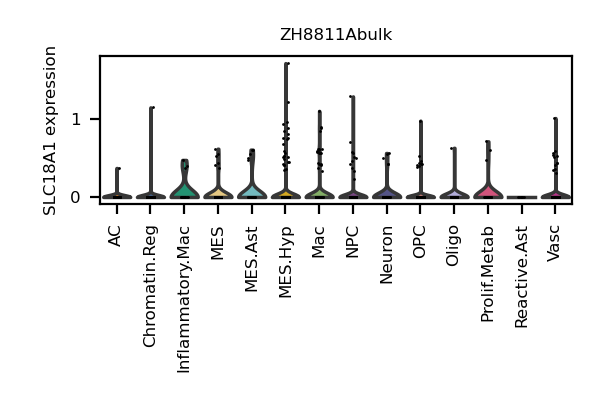 ZH8811Abulk
SLC18A1 expression
1
0
AC
Chromatin.Reg
Inflammatory.Mac
MES
MES.Ast
MES.Hyp
Mac
NPC
Neuron
OPC
Oligo
Prolif.Metab
Reactive.Ast
Vasc